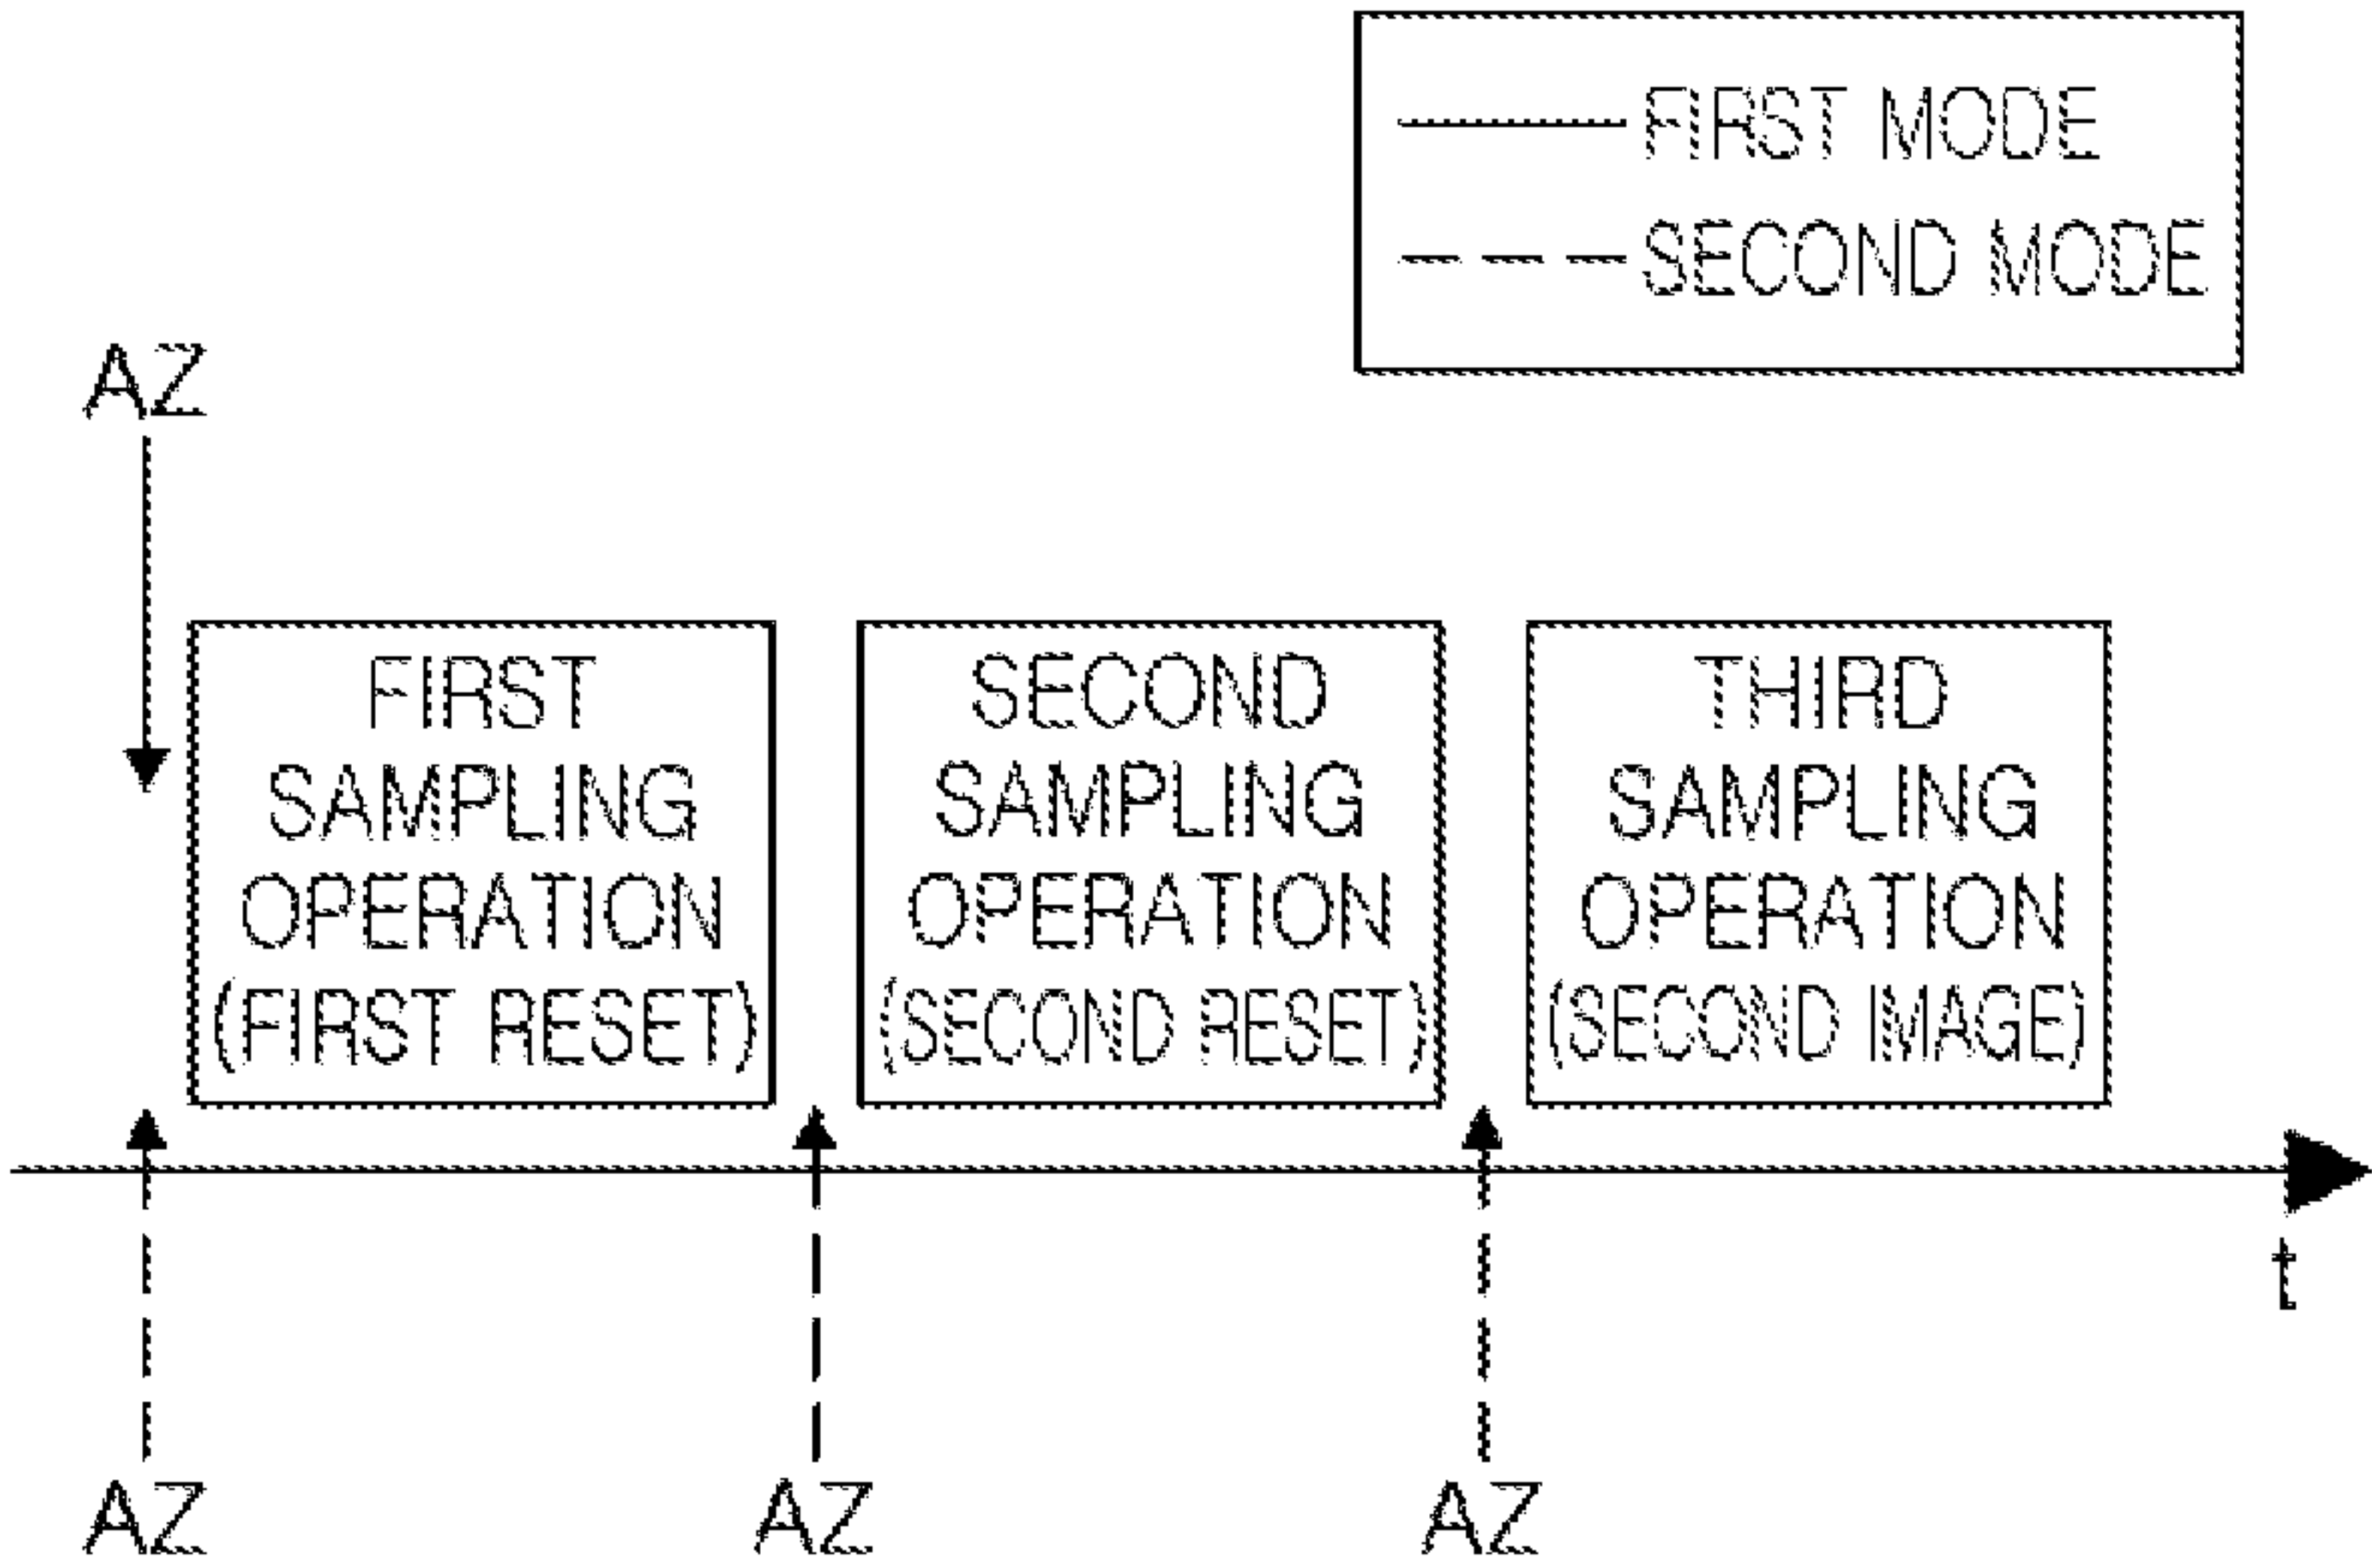 FIRST MODE
SECOND MODE
AZ
FIRST
SAMPLING
OPERATION
(FIRST RESET)
SECOND
SAMPLING
OPERATION
(SECOND RESET)
THIRD
SAMPLING
OPERATION
(SECOND IMAGE)
t
AZ
AZ
AZ